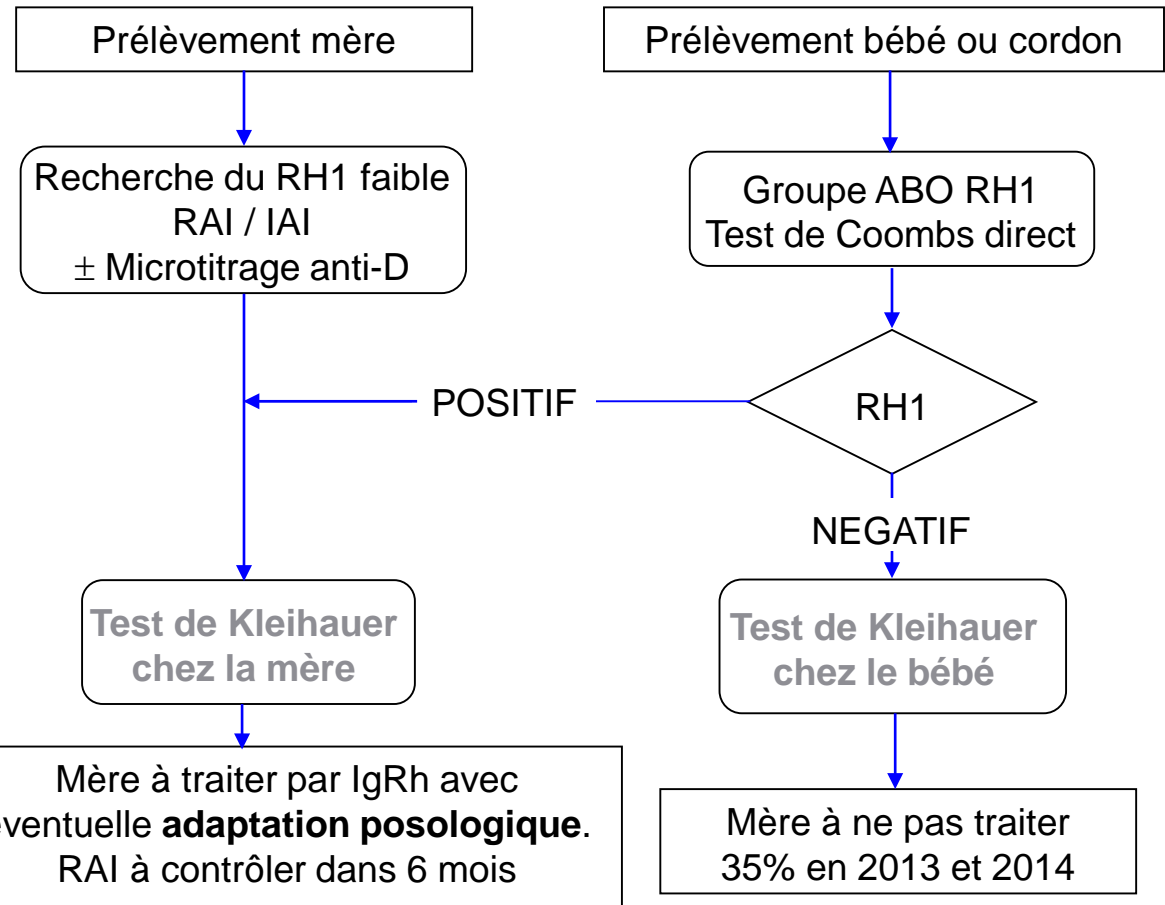 Prélèvement mère
Prélèvement bébé ou cordon
Recherche du RH1 faible
RAI / IAI
± Microtitrage anti-D
Groupe ABO RH1
Test de Coombs direct
POSITIF
RH1
NEGATIF
Test de Kleihauer
chez la mère
Test de Kleihauer
chez le bébé
Mère à traiter par IgRh avec
éventuelle adaptation posologique.
RAI à contrôler dans 6 mois
Mère à ne pas traiter
35% en 2013 et 2014